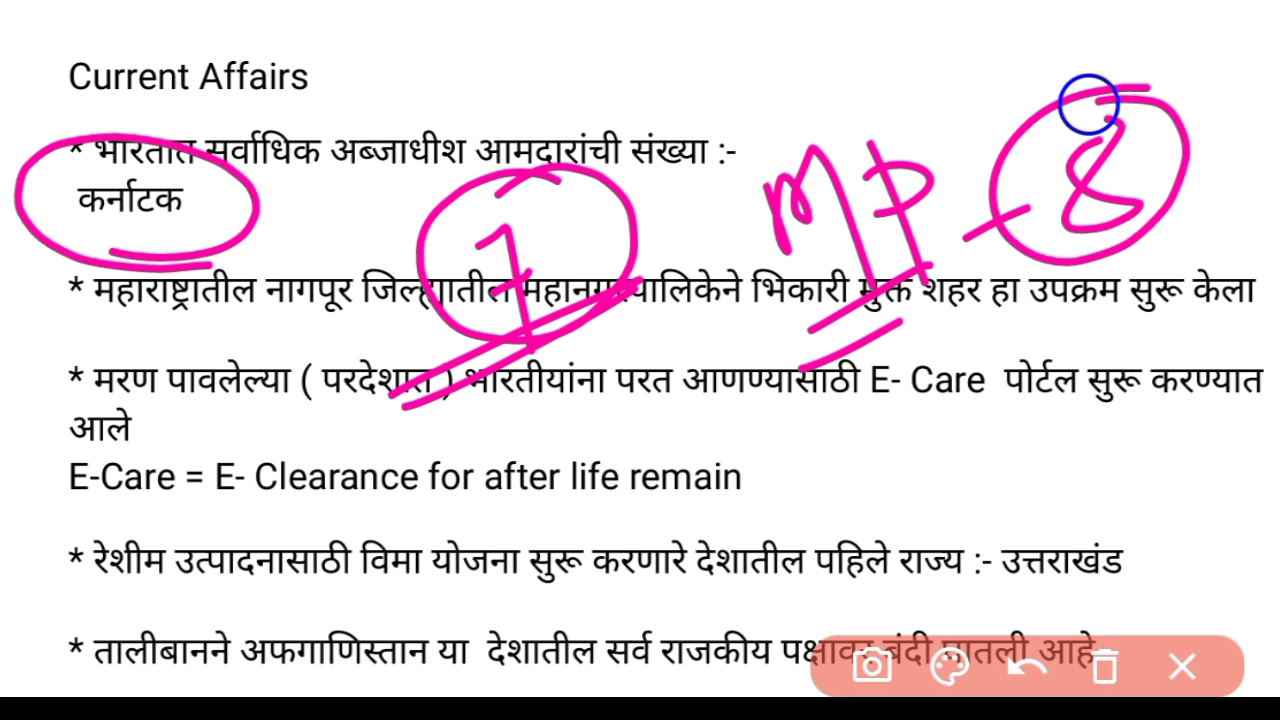 Current Affairs
* भारतात सर्वाधिक अब्जाधीश आमदारांची संख्या :-
कर्नाटक
1
MP - 8
* महाराष्ट्रातील नागपूर जिल्ह्यातील महानगरपालिकेने भिकारी मुक्त शहर हा उपक्रम सुरू केला
* मरण पावलेल्या ( परदेशात ) भारतीयांना परत आणण्यासाठी E- Care पोर्टल सुरू करण्यात
आले
E-Care = E- Clearance for after life remain
* रेशीम उत्पादनासाठी विमा योजना सुरू करणारे देशातील पहिले राज्य :- उत्तराखंड
* तालीबानने अफगाणिस्तान या देशातील सर्व राजकीय पक्षावर बंदी घातली आहे